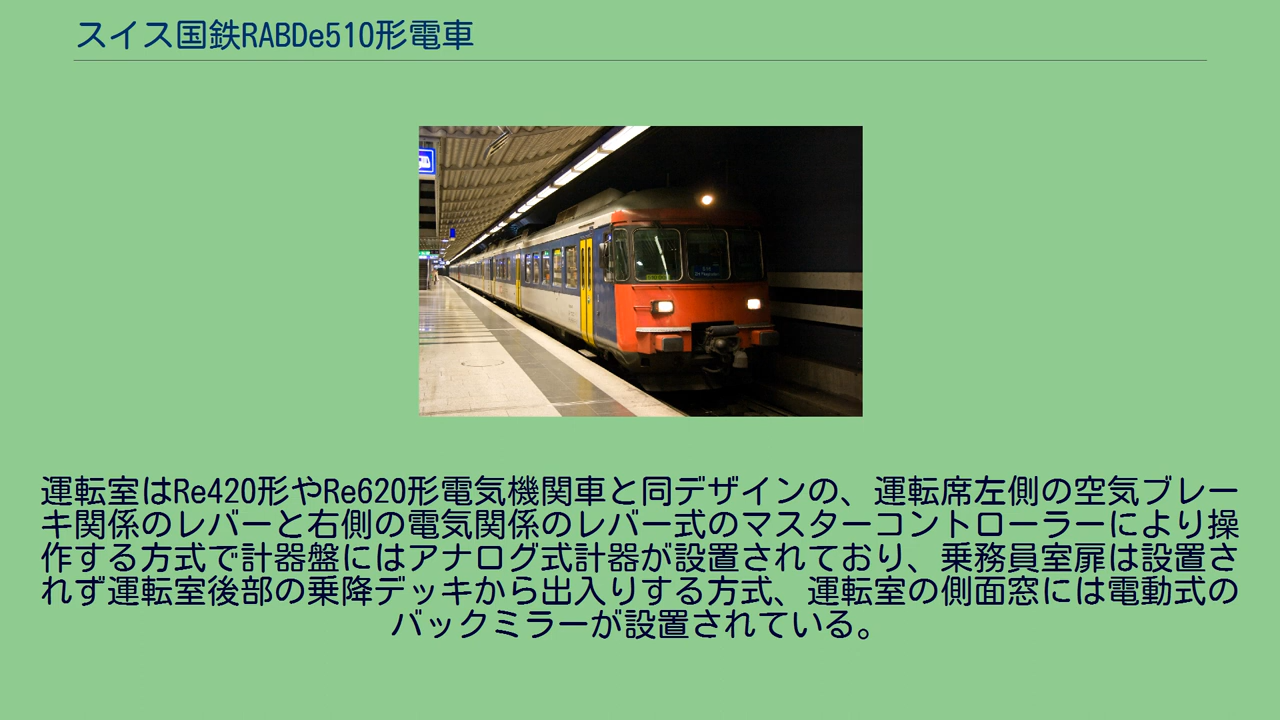 スイス国鉄RABDe510形電車
運転室はRe420形やRe620形電気機関車と同デザインの、運転席左側の空気ブレー
キ関係のレバーと右側の電気関係のレバー式のマスターコントローラーにより操
作する方式で計器盤にはアナログ式計器が設置されており、乗務員室扉は設置さ
れず運転室後部の乗降デッキから出入りする方式、運転室の側面窓には電動式の
バックミラーが設置されている。